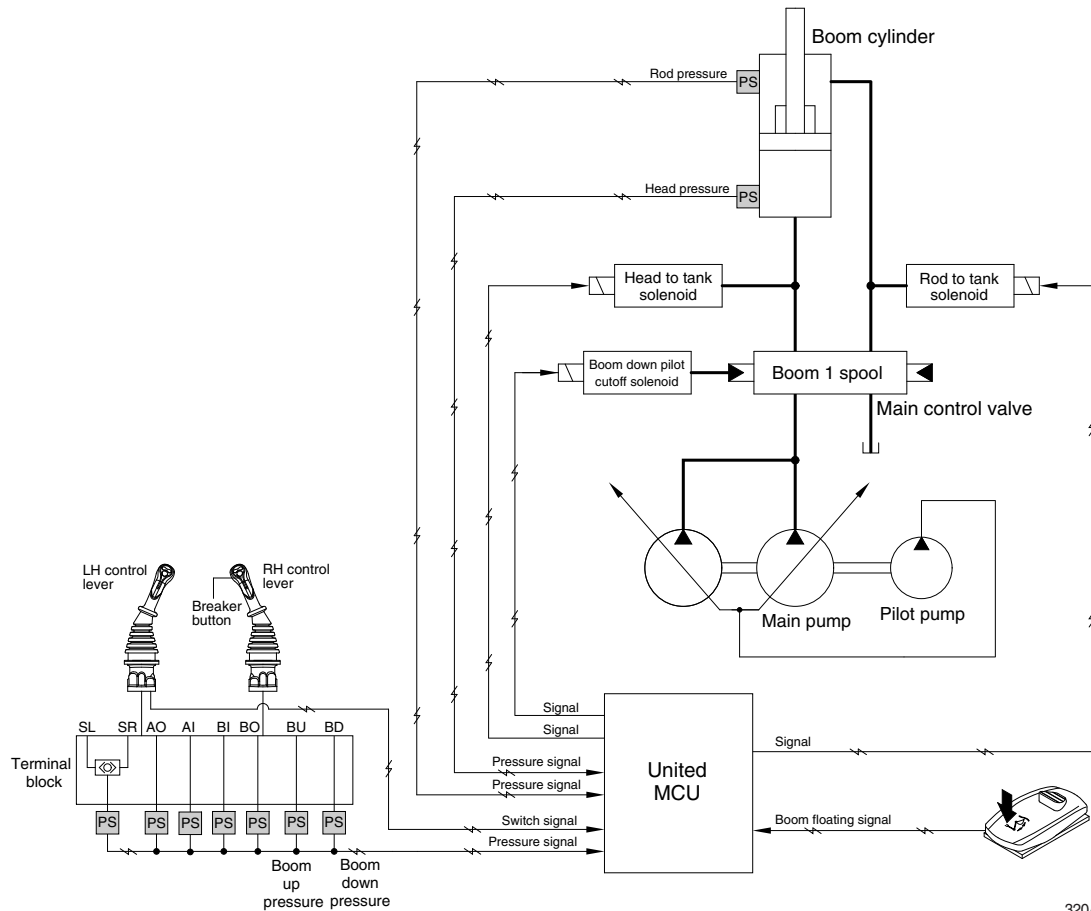 Boom cylinder
Rod pressure
PS
Head pressure
PS
Head to tank
solenoid
Rod to tank
solenoid
Boom down pilot
cutoff solenoid
Boom 1 spool
Main control valve
LH control
lever
RH control
lever
Breaker
button
Main pump
Pilot pump
SL SR AO AI BI BO BU BD
Terminal
block
PS PS PS PS PS PS PS
Boom
up
pressure
Boom
down
pressure
Signal
Signal
Pressure signal
Pressure signal
Switch signal
Pressure signal
United
MCU
Signal
Boom floating signal